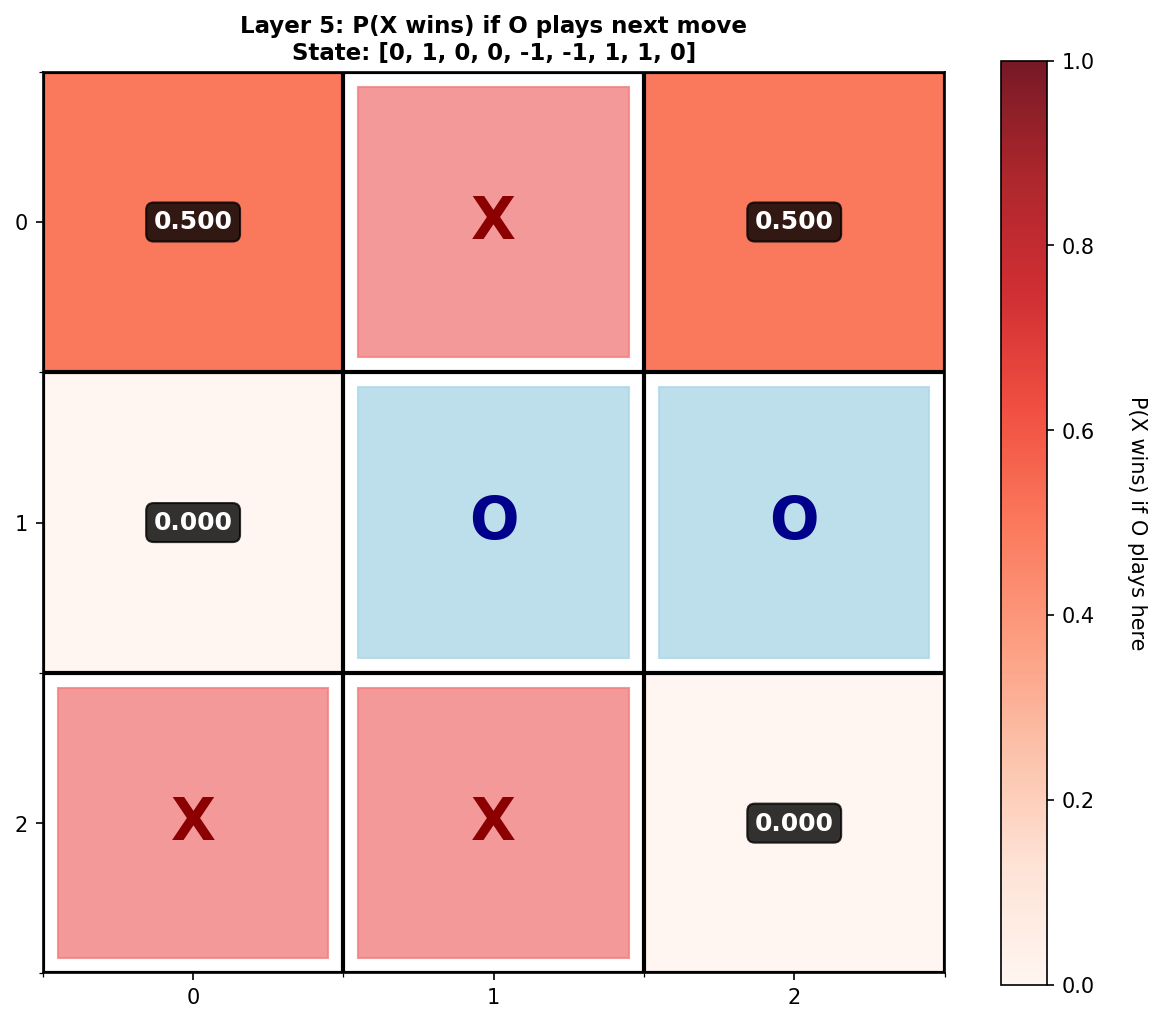 Layer 5: P(X wins) if O plays next move
State: [0, 1, 0, 0, -1, -1, 1, 1, 0]
0.500
X
0.500
0.000
O
O
X
X
0.000
0
1
2
0
1
2
1.0
0.8
0.6
0.4
0.2
0.0
P(X wins) if O plays here